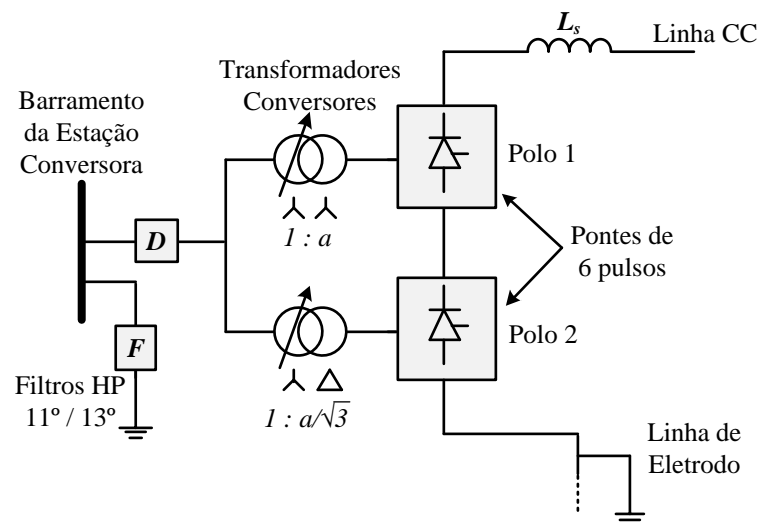 L_s
Linha CC
Transformadores
Conversores
Barramento
da Estação
Conversora
Polo 1
D
1 : a
Pontes de
6 pulsos
F
Polo 2
Filtros HP
11º / 13º
1 : a/√3
Linha de
Eletrodo